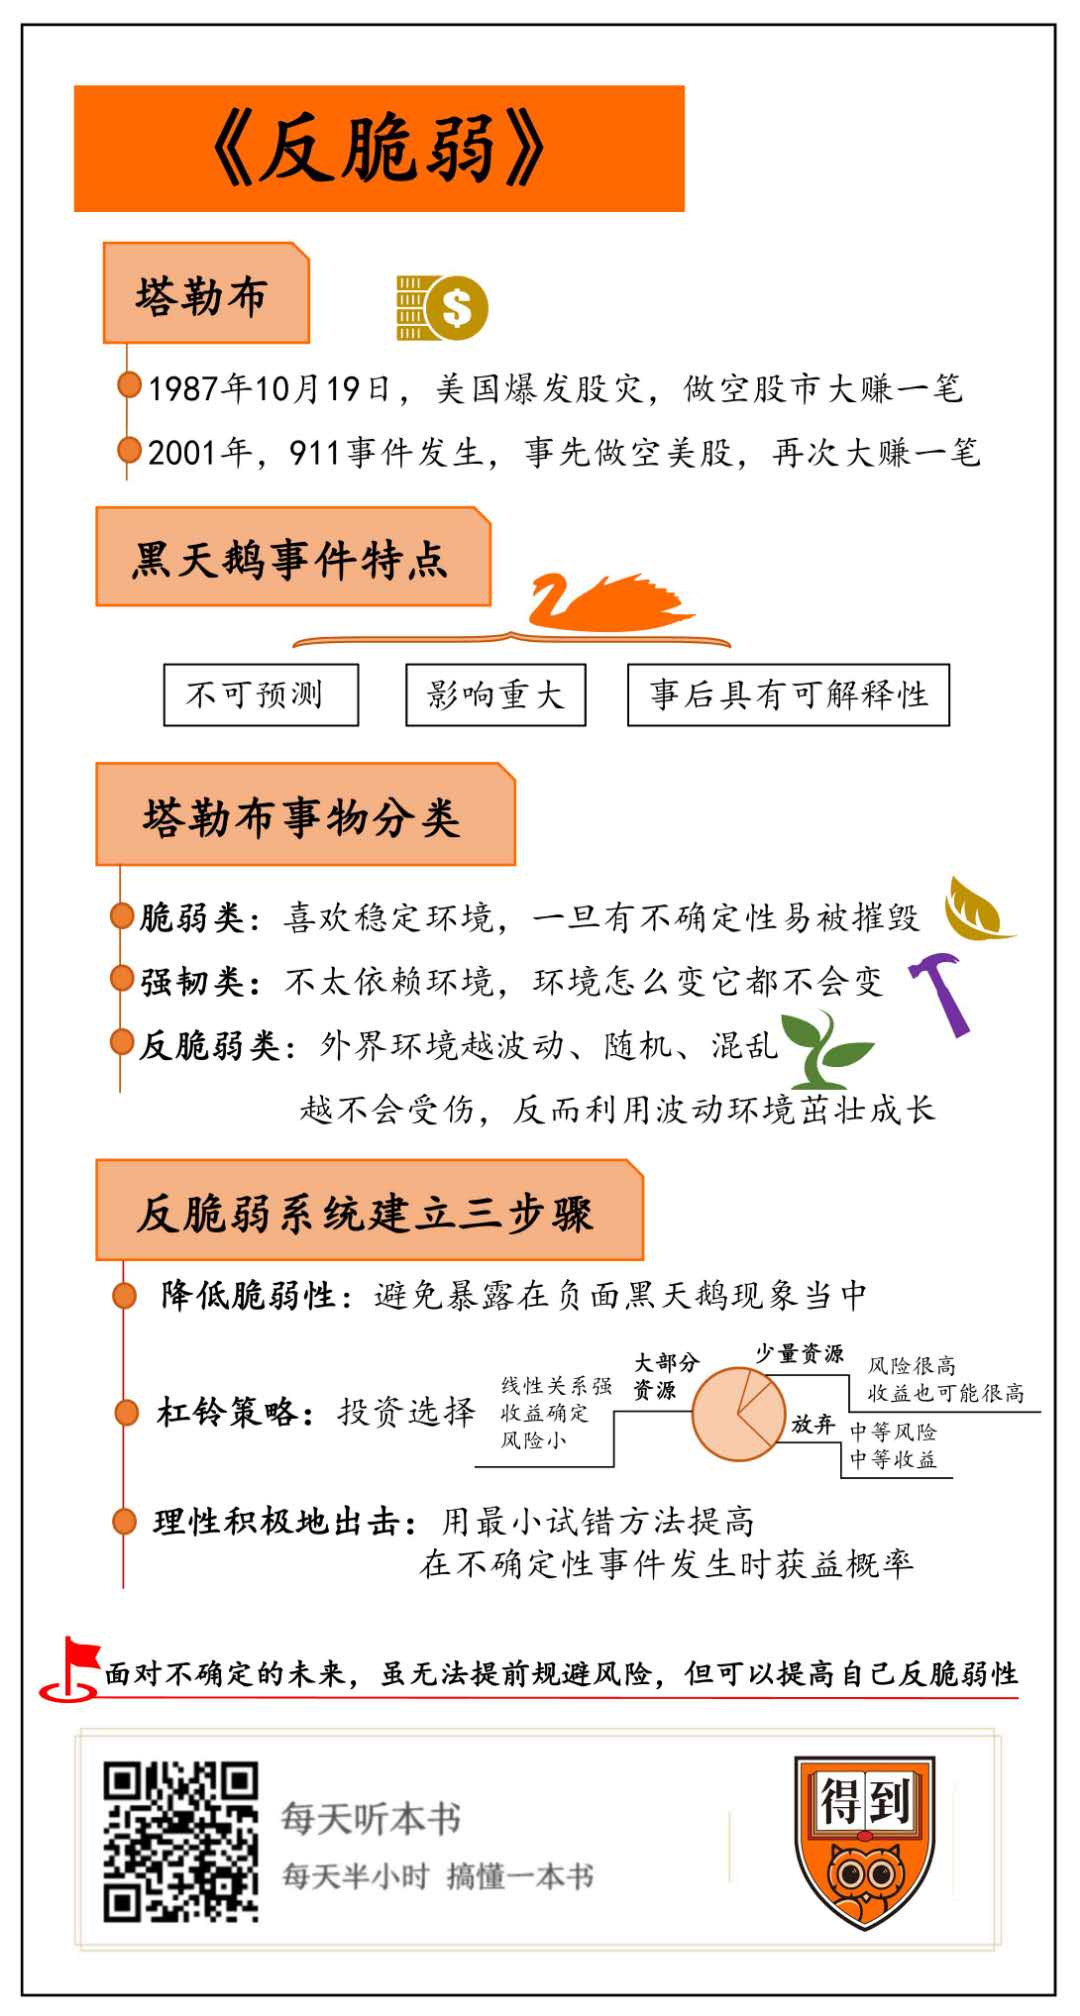 《反脆弱》
塔勒布
1987年10月19日，美国爆发股灾，做空股市大赚一笔
2001年，911事件发生，事先做空美股，再次大赚一笔
黑天鹅事件特点
不可预测
影响重大
事后具有可解释性
塔勒布事物分类
脆弱类：喜欢稳定环境，一旦有不确定性易被摧毁
强韧类：不太依赖环境，环境怎么变它都不会变
反脆弱类：外界环境越波动、随机、混乱
越不会受伤，反而利用波动环境茁壮成长
反脆弱系统建立三步骤
降低脆弱性：避免暴露在负面黑天鹅现象当中
杠铃策略：投资选择
线性关系强
收益确定
风险小
大部分
资源
少量资源
风险很高
收益也可能很高
放弃
中等风险
中等收益
理性积极地出击：用最小试错方法提高
在不确定性事件发生时获益概率
面对不确定的未来，虽无法提前规避风险，但可以提高自己反脆弱性
每天听本书
每天半小时 搞懂一本书
得到